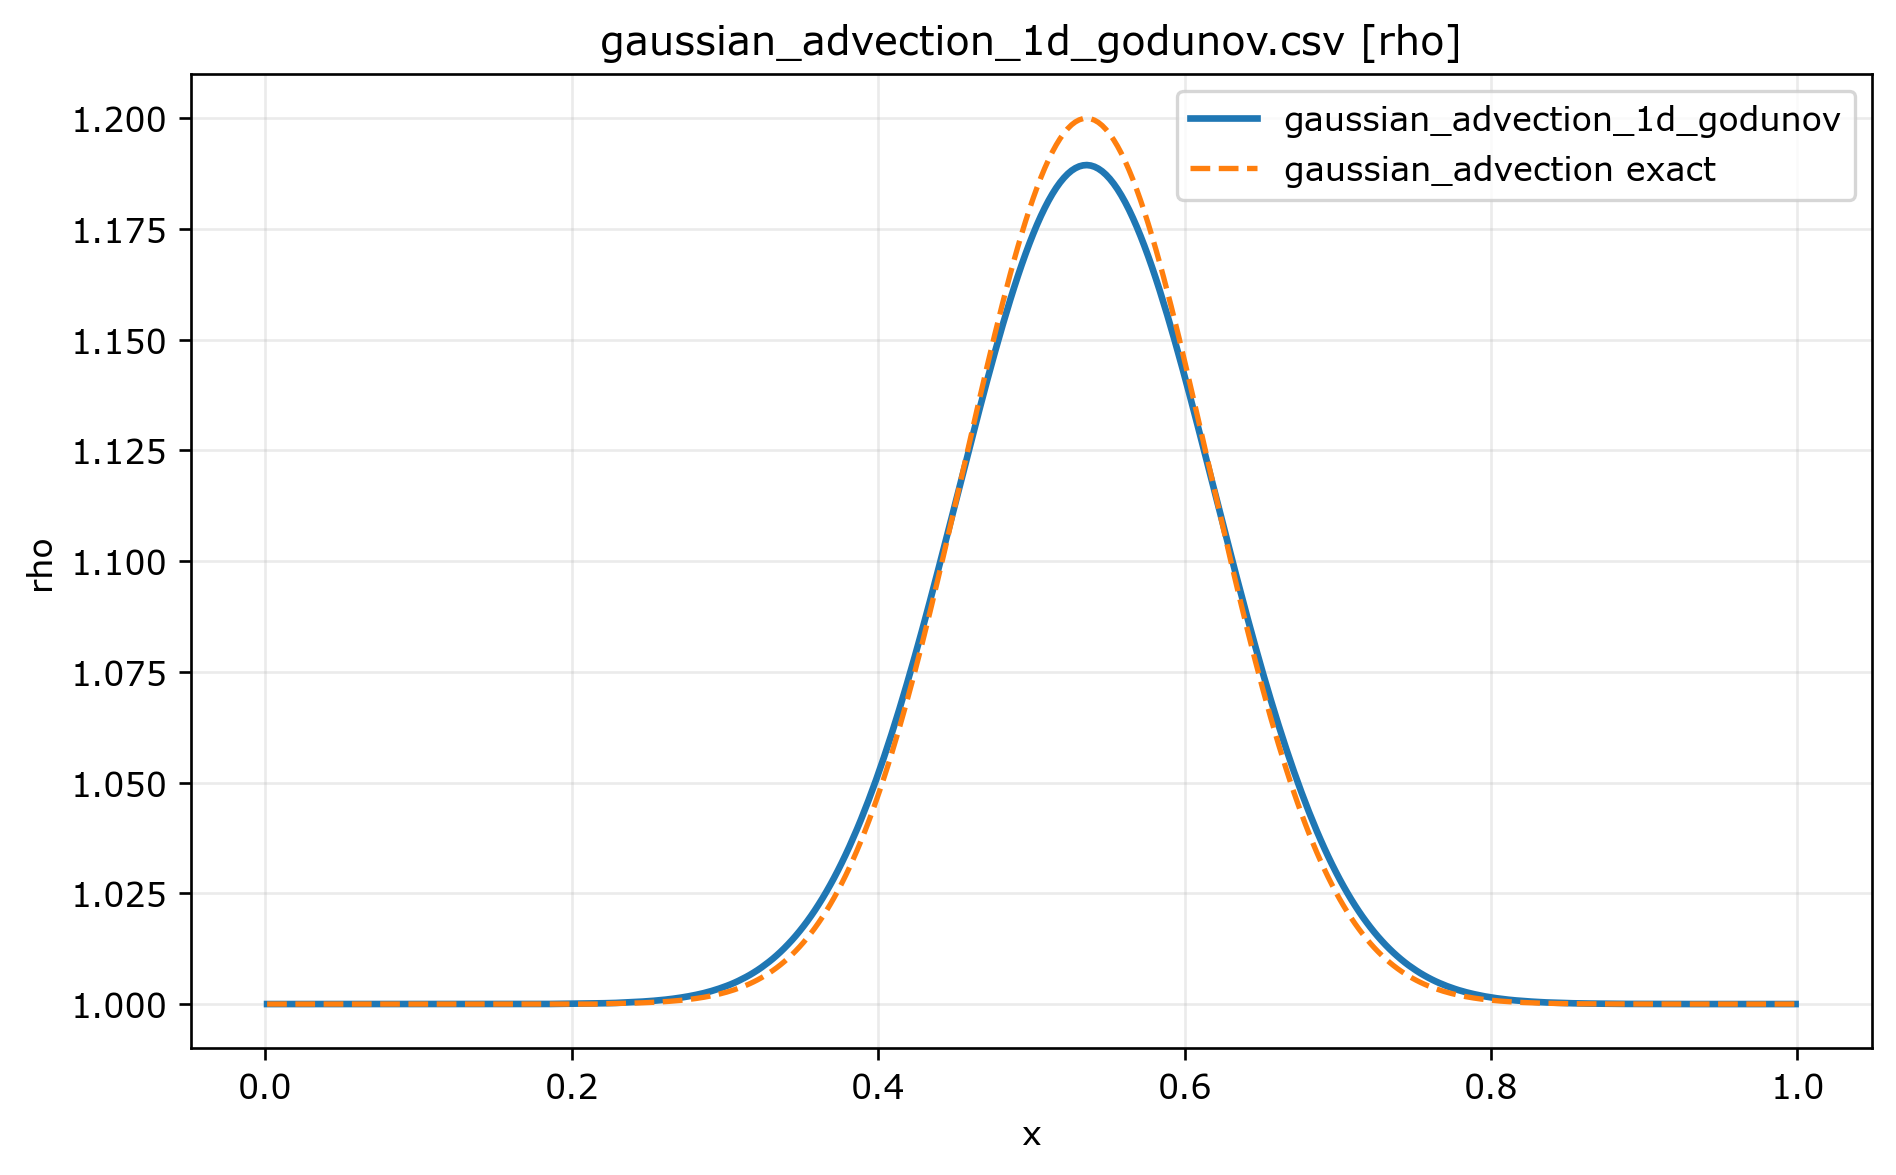 gaussian_advection_1d_godunov.csv [rho]
gaussian_advection_1d_godunov
gaussian_advection exact
1.200
1.175
1.150
1.125
1.100
1.075
1.050
1.025
1.000
rho
0.0 0.2 0.4 0.6 0.8 1.0
x